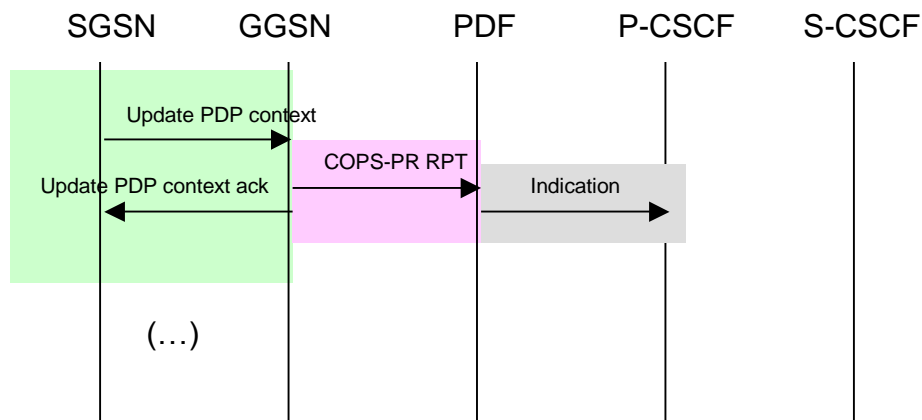 SGSN GGSN PDF P-CSCF S-CSCF
Update PDP context
COPS-PR RPT
Update PDP context ack Indication
(…)